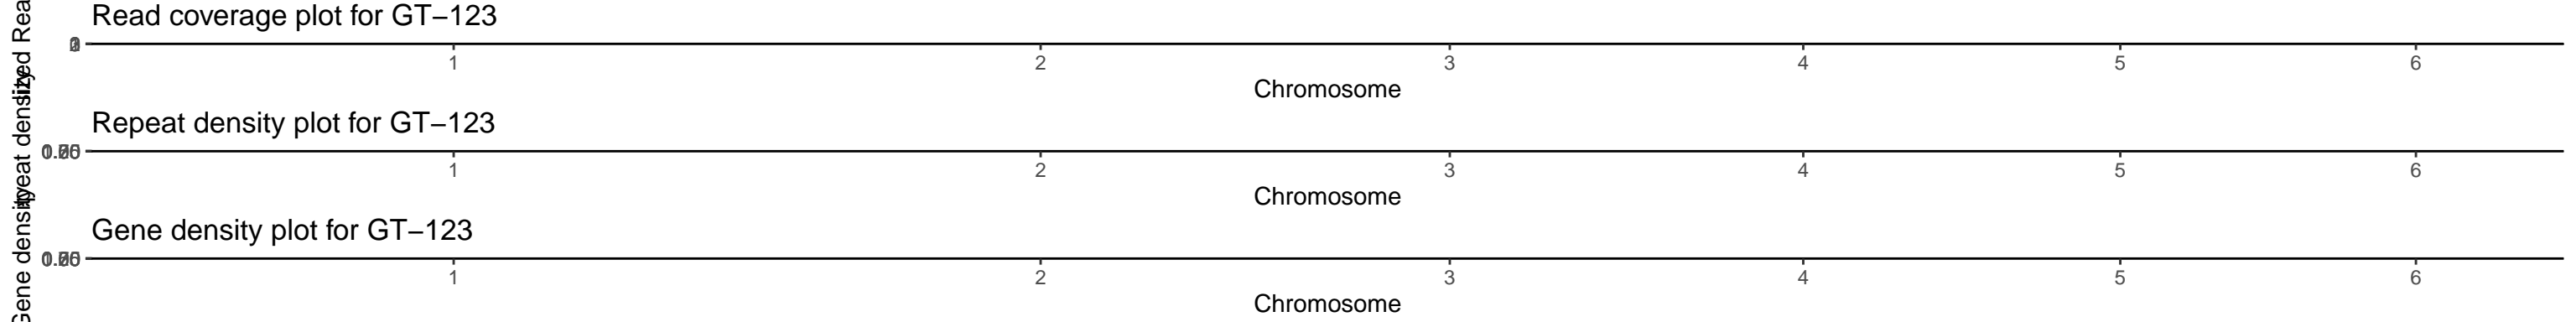 Read coverage plot for GT–123
1 2 3 4 5 6
Chromosome
Repeat density plot for GT–123
1 2 3 4 5 6
Chromosome
Gene density plot for GT–123
1 2 3 4 5 6
Chromosome
Gene density